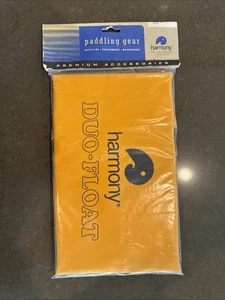 paddling gear
harmony
PREMIUM ACCESSORIES
harmony®
DUO-FLOAT